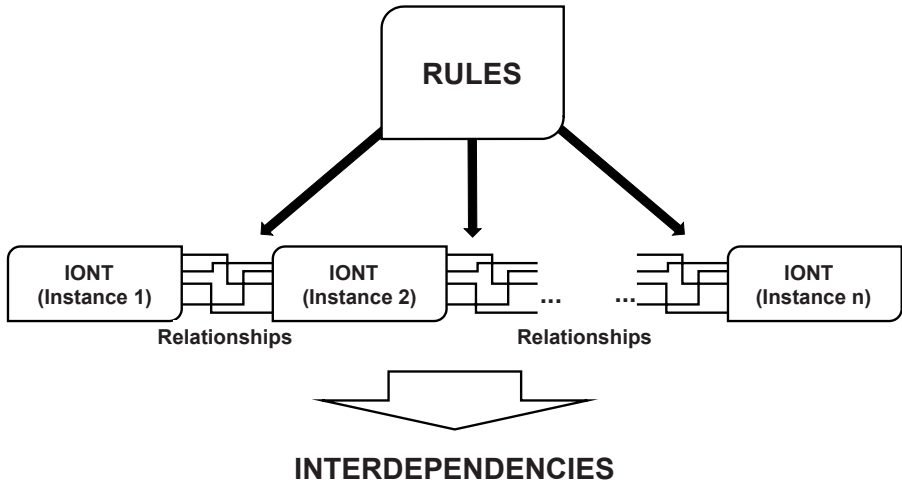 RULES
IONT
(Instance 1)
IONT
(Instance 2)
... ...
IONT
(Instance n)
Relationships
Relationships
INTERDEPENDENCIES